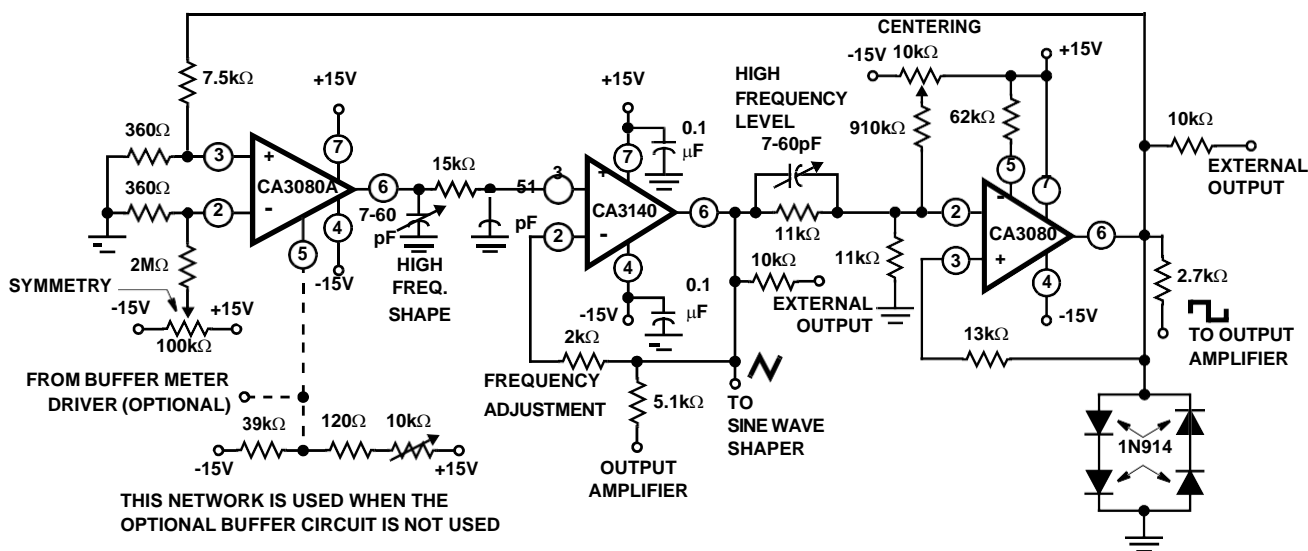 CENTERING
-15V
10kΩ
+15V
7.5kΩ
+15V
+15V
HIGH
FREQUENCY
LEVEL
7-60pF
910kΩ
62kΩ
10kΩ
EXTERNAL
OUTPUT
360Ω
3
+
7
CA3080A
6
15kΩ
0.1
μF
7
51
3
+
CA3140
6
5
7
360Ω
2
-
4
5
7-60
pF
pF
2
-
4
11kΩ
2
-
CA3080
6
3
+
4
2MΩ
-15V
HIGH
FREQ.
SHAPE
-15V
0.1
μF
10kΩ
EXTERNAL
OUTPUT
11kΩ
-15V
2.7kΩ
SYMMETRY
-15V
+15V
100kΩ
2kΩ
13kΩ
TO OUTPUT
AMPLIFIER
FROM BUFFER METER
DRIVER (OPTIONAL)
FREQUENCY
ADJUSTMENT
5.1kΩ
TO
SINE WAVE
SHAPER
39kΩ
120Ω
10kΩ
-15V
+15V
OUTPUT
AMPLIFIER
1N914
THIS NETWORK IS USED WHEN THE
OPTIONAL BUFFER CIRCUIT IS NOT USED